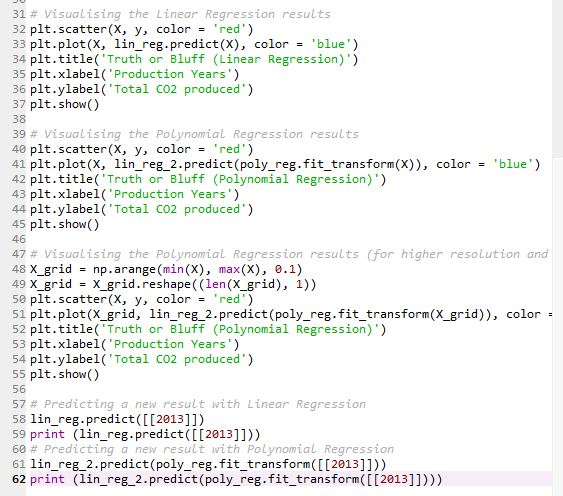 31 # Visualising the Linear Regression results
32 plt.scatter(X, y, color = 'red')
33 plt.plot(X, lin_reg.predict(X), color = 'blue')
34 plt.title('Truth or Bluff (Linear Regression)')
35 plt.xlabel('Production Years')
36 plt.ylabel('Total CO2 produced')
37 plt.show()
38
39 # Visualising the Polynomial Regression results
40 plt.scatter(X, y, color = 'red')
41 plt.plot(X, lin_reg_2.predict(poly_reg.fit_transform(X)), color = 'blue')
42 plt.title('Truth or Bluff (Polynomial Regression)')
43 plt.xlabel('Production Years')
44 plt.ylabel('Total CO2 produced')
45 plt.show()
46
47 # Visualising the Polynomial Regression results (for higher resolution and
48 X_grid = np.arange(min(X), max(X), 0.1)
49 X_grid = X_grid.reshape((len(X_grid), 1))
50 plt.scatter(X, y, color = 'red')
51 plt.plot(X_grid, lin_reg_2.predict(poly_reg.fit_transform(X_grid)), color =
52 plt.title('Truth or Bluff (Polynomial Regression)')
53 plt.xlabel('Production Years')
54 plt.ylabel('Total CO2 produced')
55 plt.show()
56
57 # Predicting a new result with Linear Regression
58 lin_reg.predict([[2013]])
59 print (lin_reg.predict([[2013]]))
60 # Predicting a new result with Polynomial Regression
61 lin_reg_2.predict(poly_reg.fit_transform([[2013]]))
62 print (lin_reg_2.predict(poly_reg.fit_transform([[2013]])))